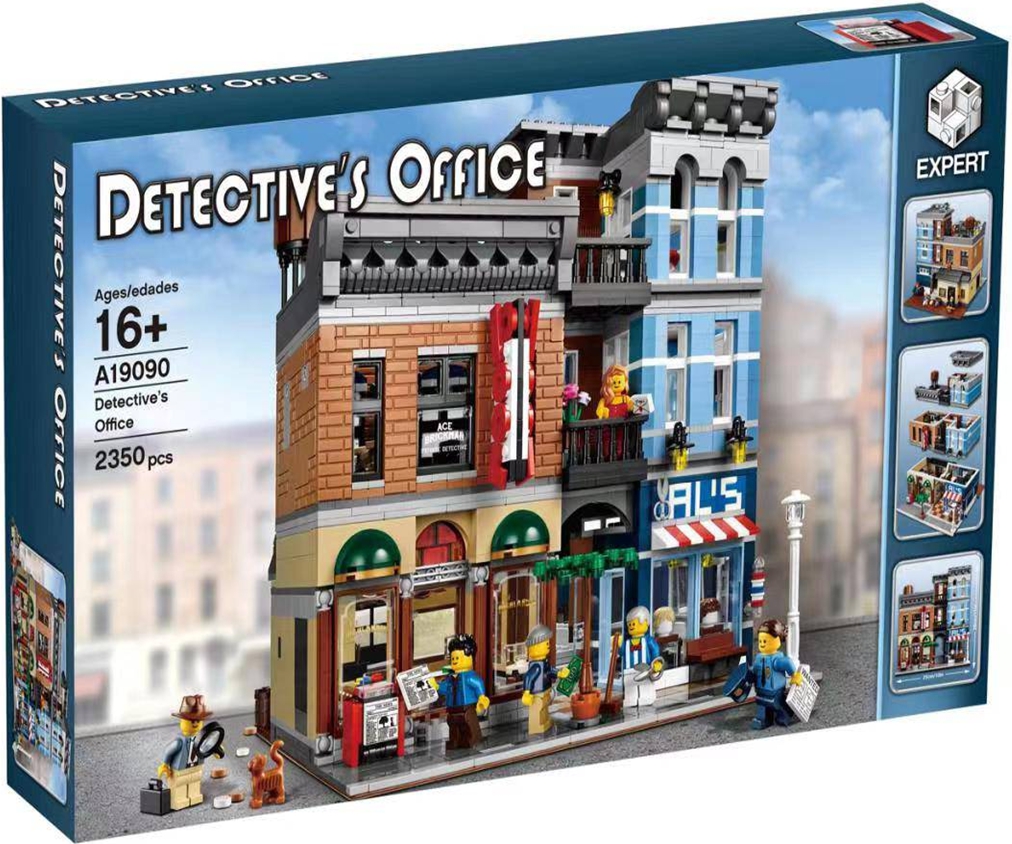 DETECTIVE'S OFFICE
DETECTIVE'S OFFICE
DETECTIVE'S OFFICE
EXPERT
Ages/edades
16+
A19090
Detective's
Office
2350 pcs
ACE
BRICKMAN
PRIVATE DETECTIVE
POOL
AL'S